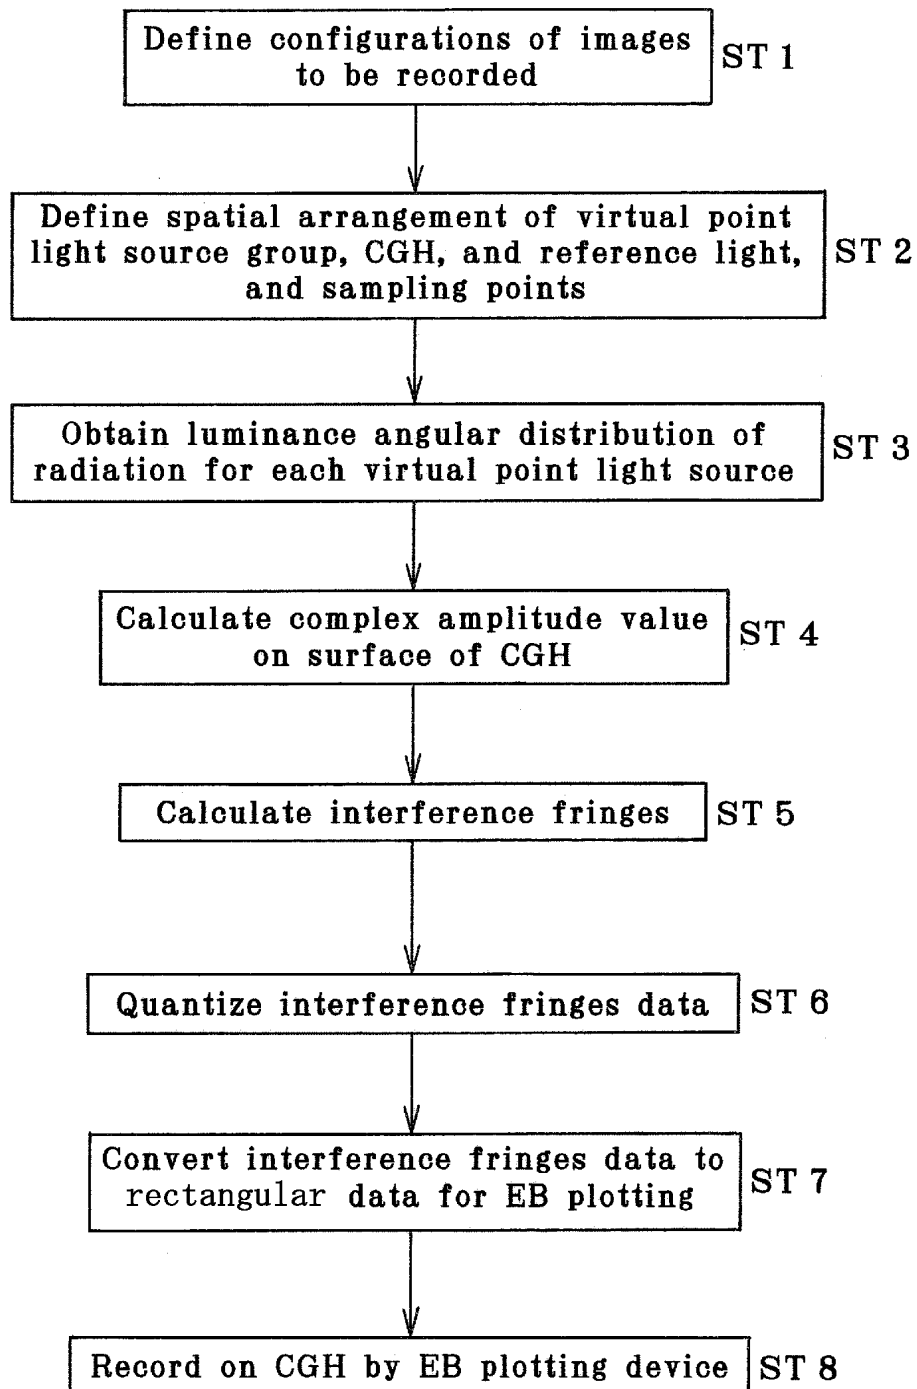 Define configurations of images
to be recorded
ST 1
Define spatial arrangement of virtual point
light source group, CGH, and reference light,
and sampling points
ST 2
Obtain luminance angular distribution of
radiation for each virtual point light source
ST 3
Calculate complex amplitude value
on surface of CGH
ST 4
Calculate interference fringes
ST 5
Quantize interference fringes data
ST 6
Convert interference fringes data to
rectangular data for EB plotting
ST 7
Record on CGH by EB plotting device
ST 8